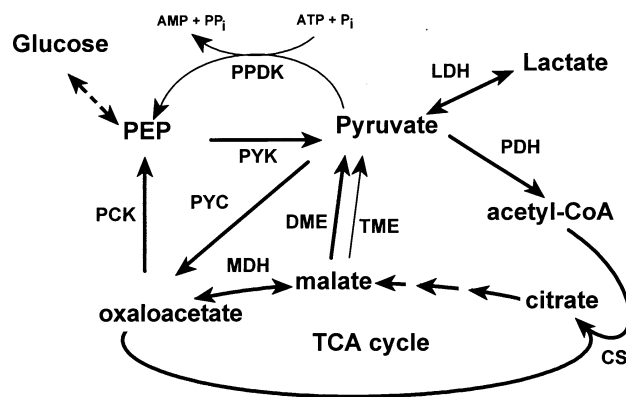 AMP + PPi
ATP + Pi
Glucose
PPDK
LDH
Lactate
PEP
Pyruvate
PYK
PDH
PCK
PYC
DME
TME
acetyl-CoA
MDH
malate
citrate
oxaloacetate
TCA cycle
CS